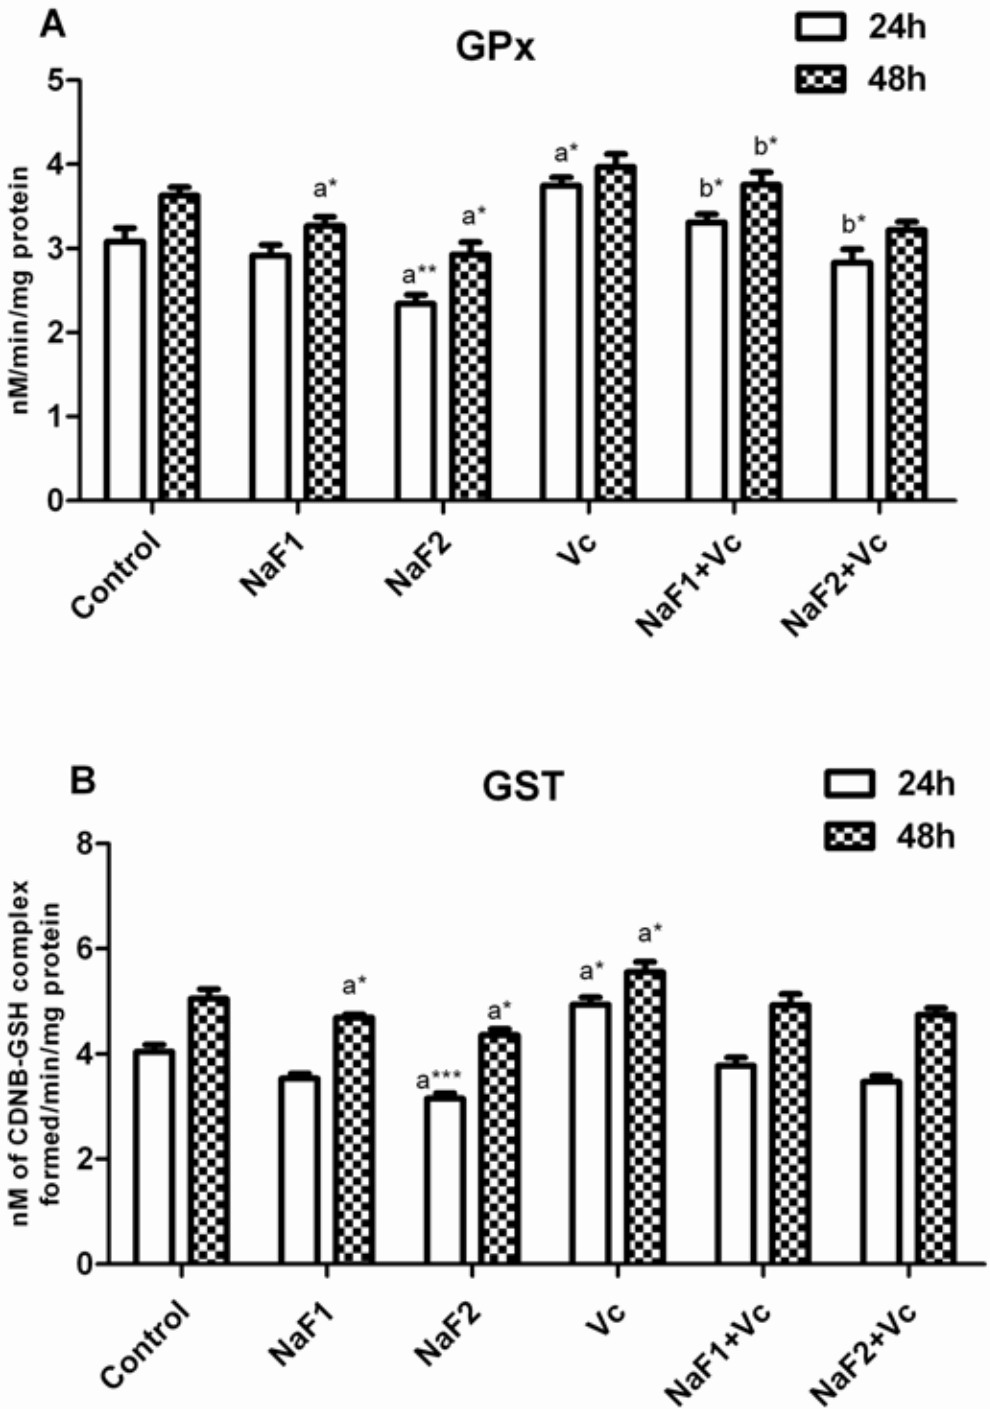 A
GPx
24h
48h
nM/min/mg protein
5
4
3
2
1
0
a*
a**
a*
a*
b*
b*
b*
Control
NaF1
NaF2
Vc
NaF1+Vc
NaF2+Vc
B
GST
24h
48h
nM of CDNB-GSH complex
formed/min/mg protein
8
6
4
2
0
a*
a***
a*
a*
a*
Control
NaF1
NaF2
Vc
NaF1+Vc
NaF2+Vc